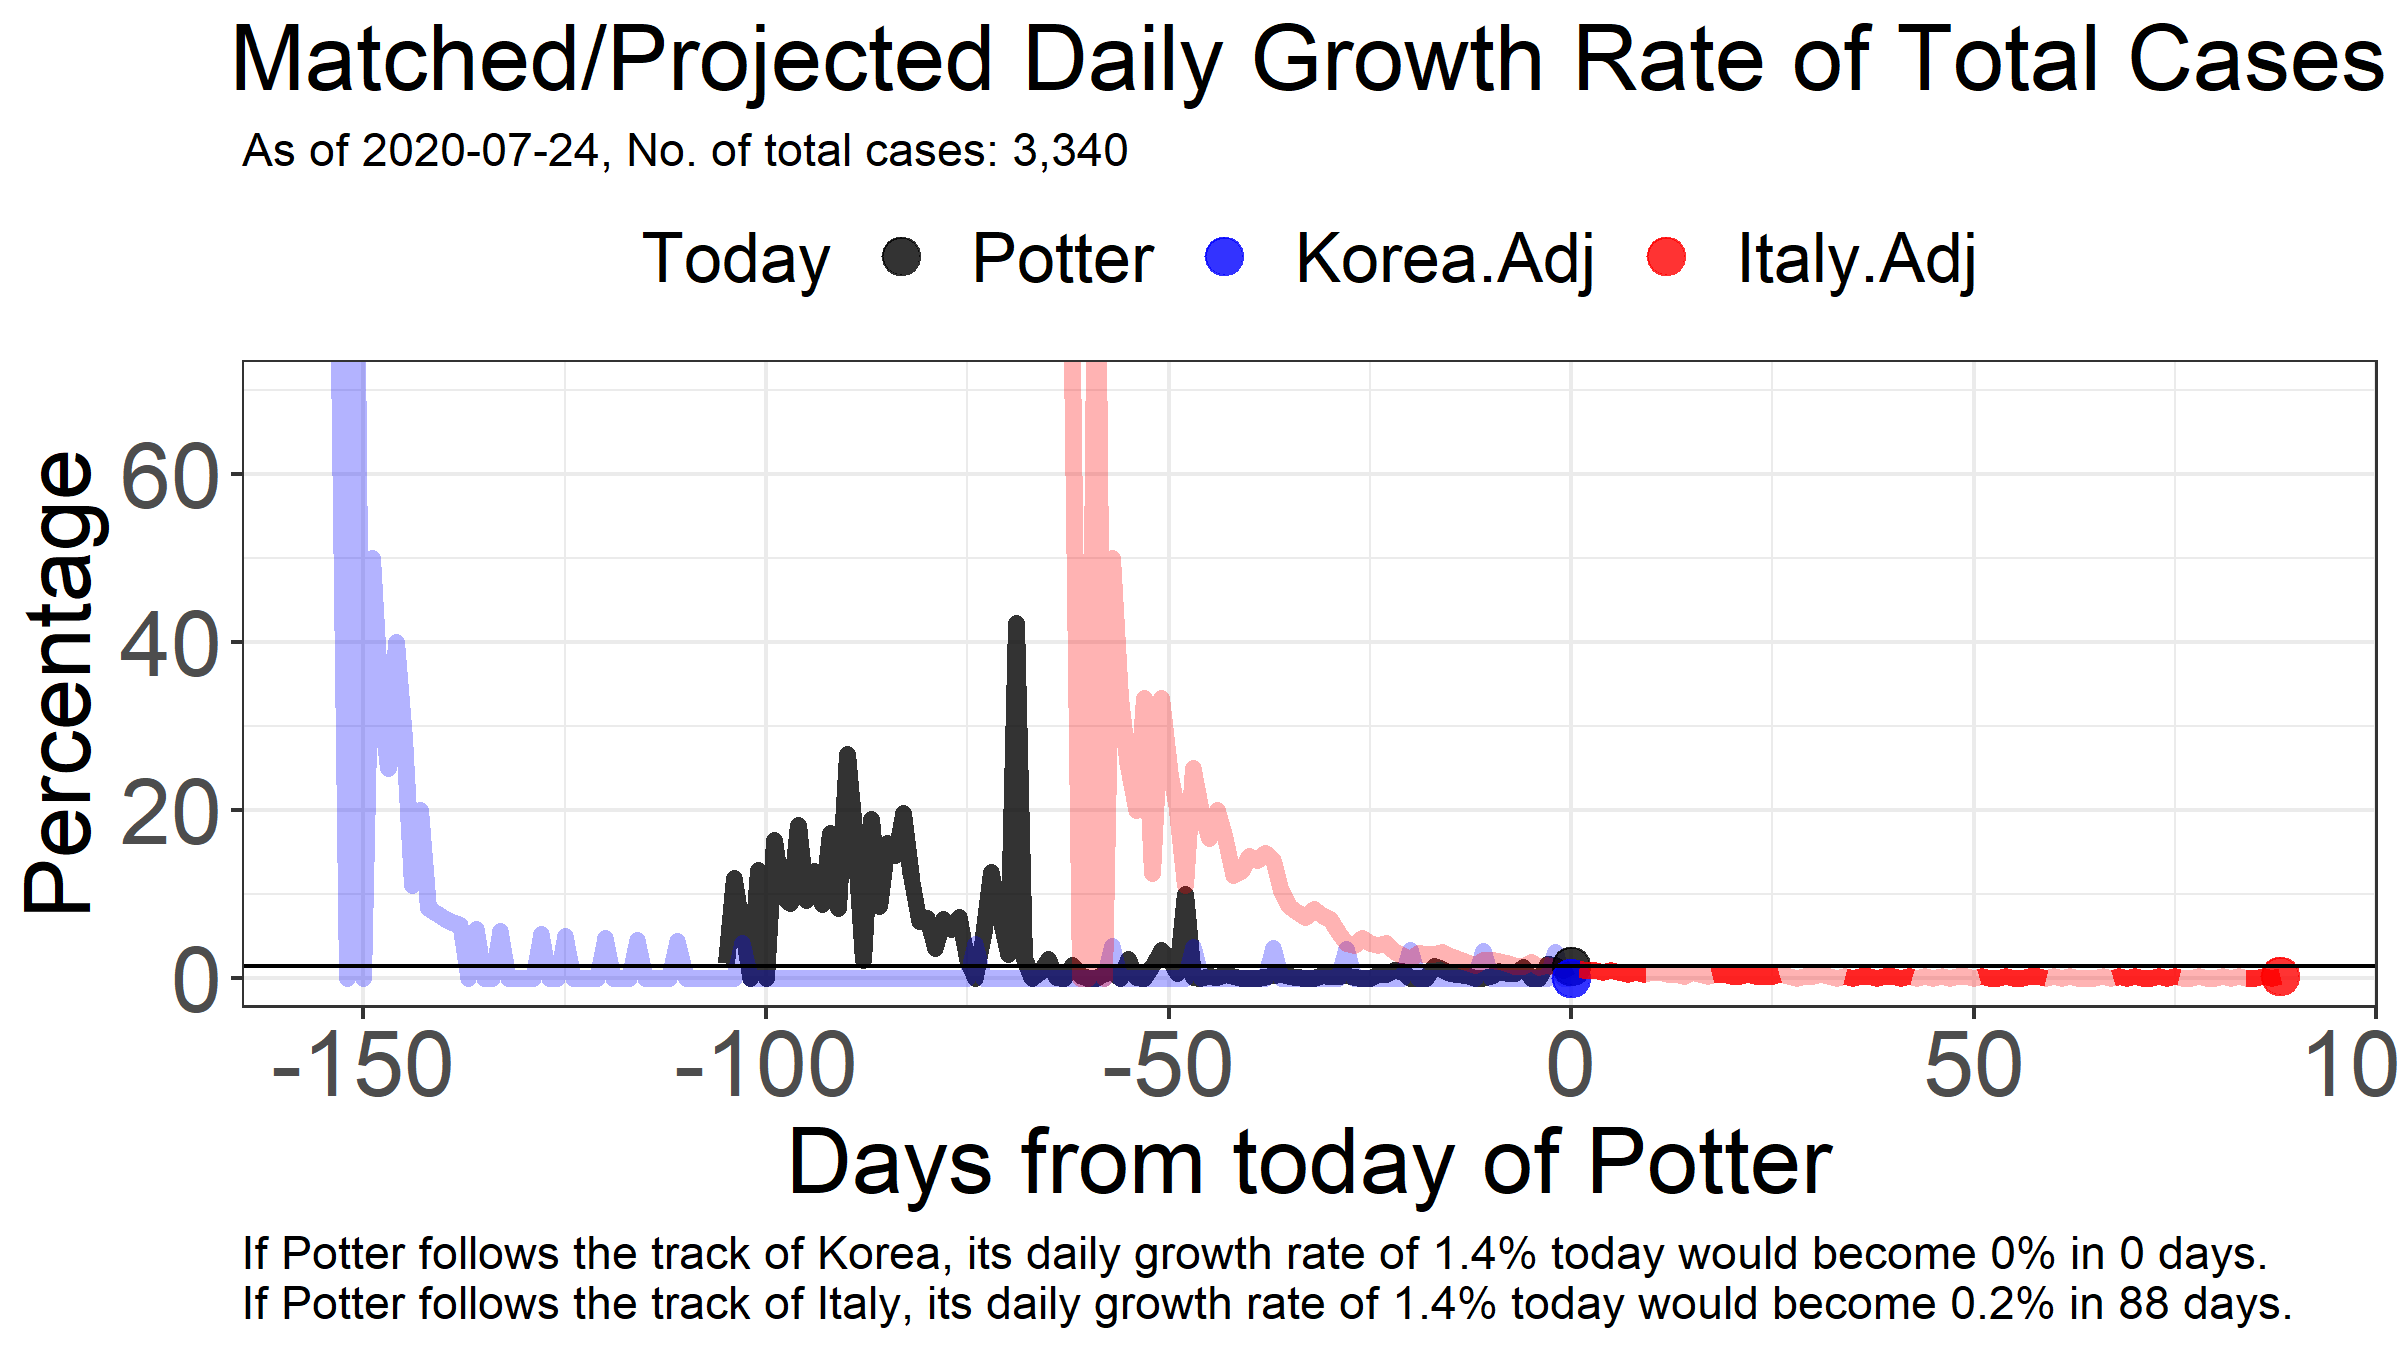 Matched/Projected Daily Growth Rate of Total Cases
As of 2020-07-24, No. of total cases: 3,340
Today Potter Korea.Adj Italy.Adj
Percentage
60
40
20
0
-150 -100 -50 0 50 10
Days from today of Potter
If Potter follows the track of Korea, its daily growth rate of 1.4% today would become 0% in 0 days.
If Potter follows the track of Italy, its daily growth rate of 1.4% today would become 0.2% in 88 days.